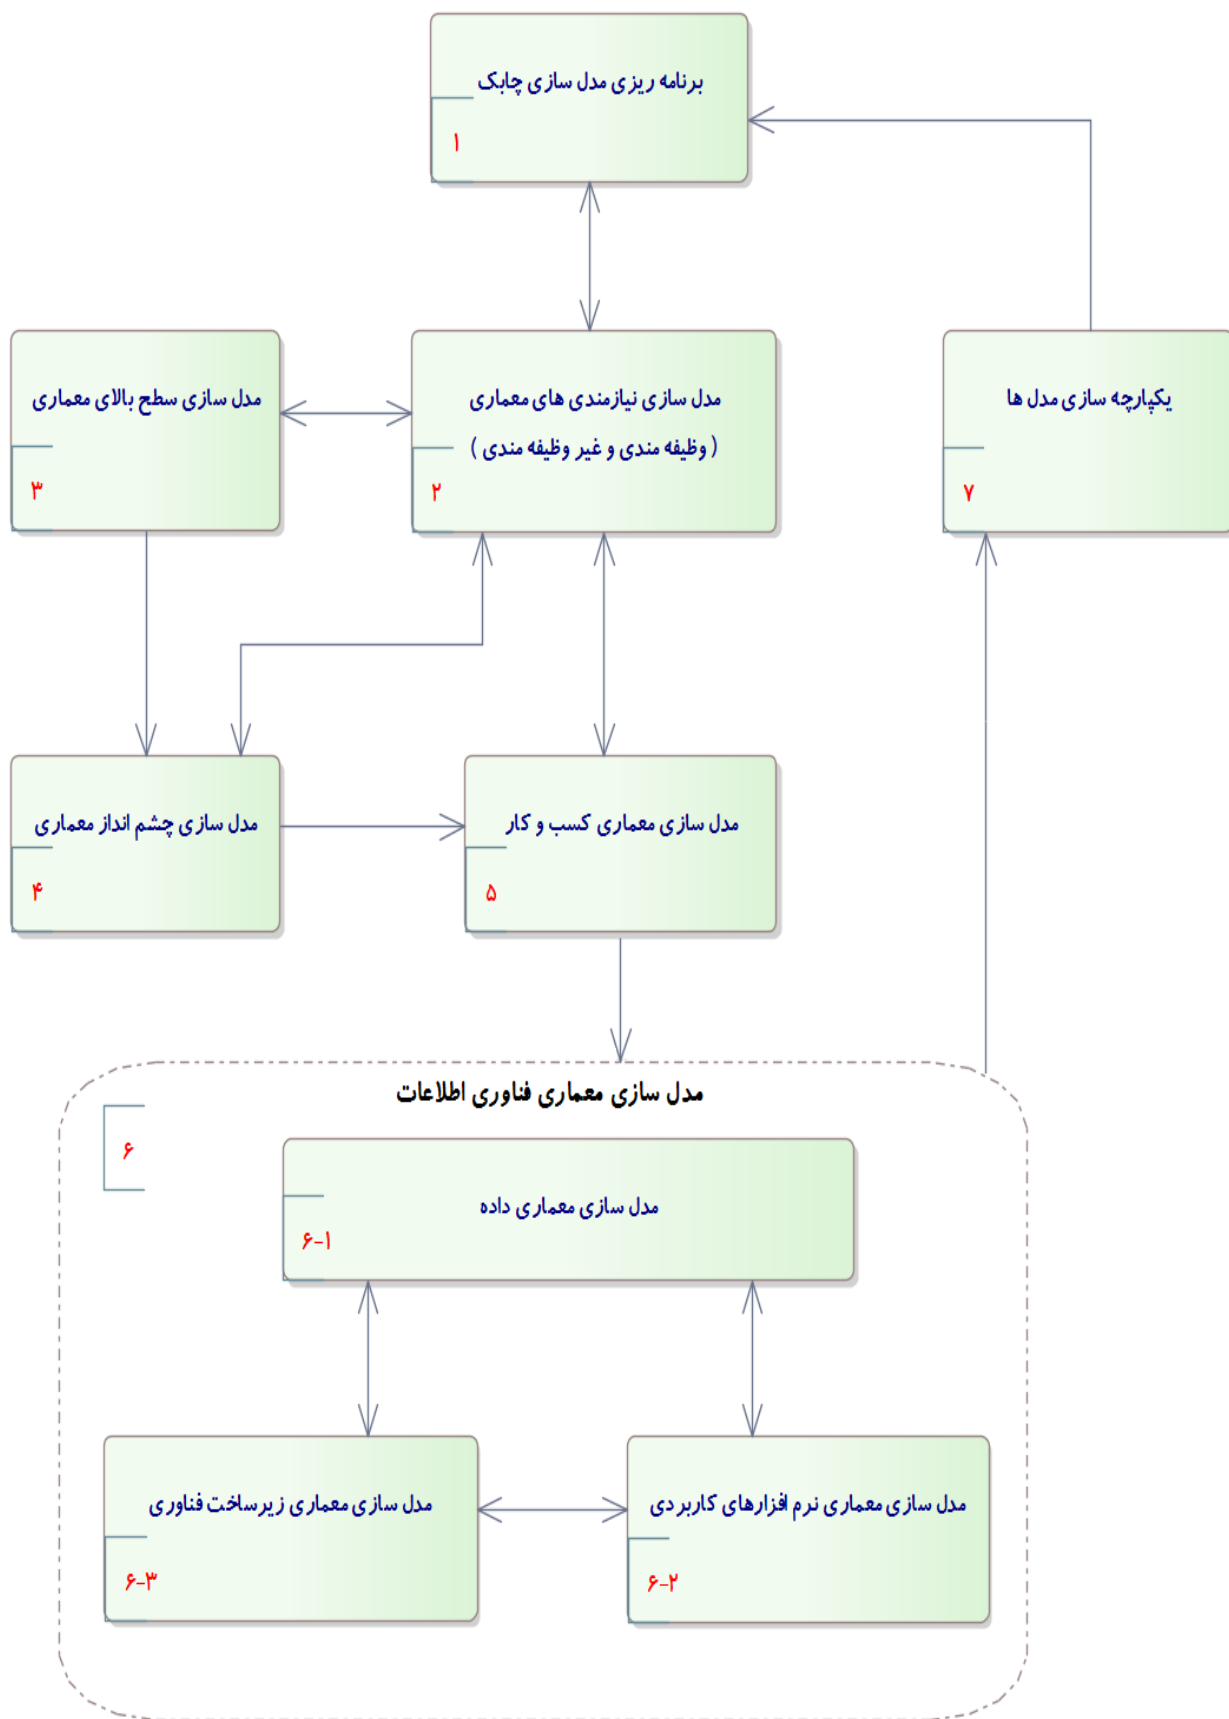 برنامه ریزی مدل سازی چابک
۱
مدل سازی سطح بالای معماری
۳
مدل سازی نیازمندی های معماری
( وظیفه مندی و غیر وظیفه مندی )
۲
یکپارچه سازی مدل ها
۷
مدل سازی چشم انداز معماری
۴
مدل سازی معماری کسب و کار
۵
مدل سازی معماری فناوری اطلاعات
۶
مدل سازی معماری داده
۶-۱
مدل سازی معماری نرم افزارهای کاربردی
۶-۲
مدل سازی معماری زیرساخت فناوری
۶-۳